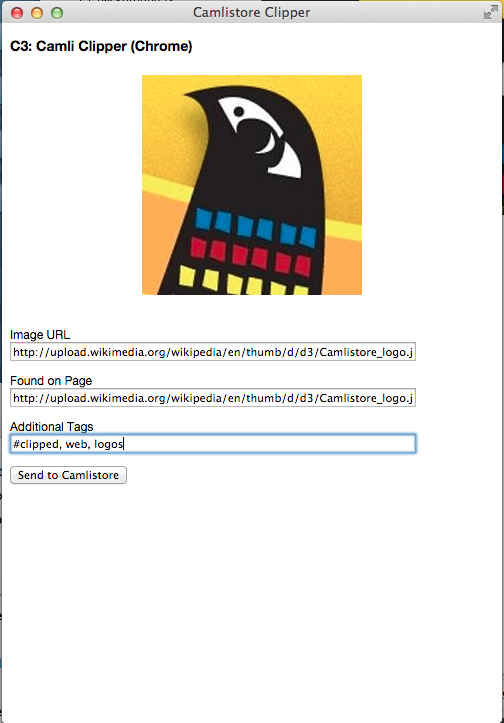 Camlistore Clipper
C3: Camli Clipper (Chrome)
Image URL
http://upload.wikimedia.org/wikipedia/en/thumb/d/d3/Camlistore_logo.j
Found on Page
http://upload.wikimedia.org/wikipedia/en/thumb/d/d3/Camlistore_logo.j
Additional Tags
#clipped, web, logos
Send to Camlistore